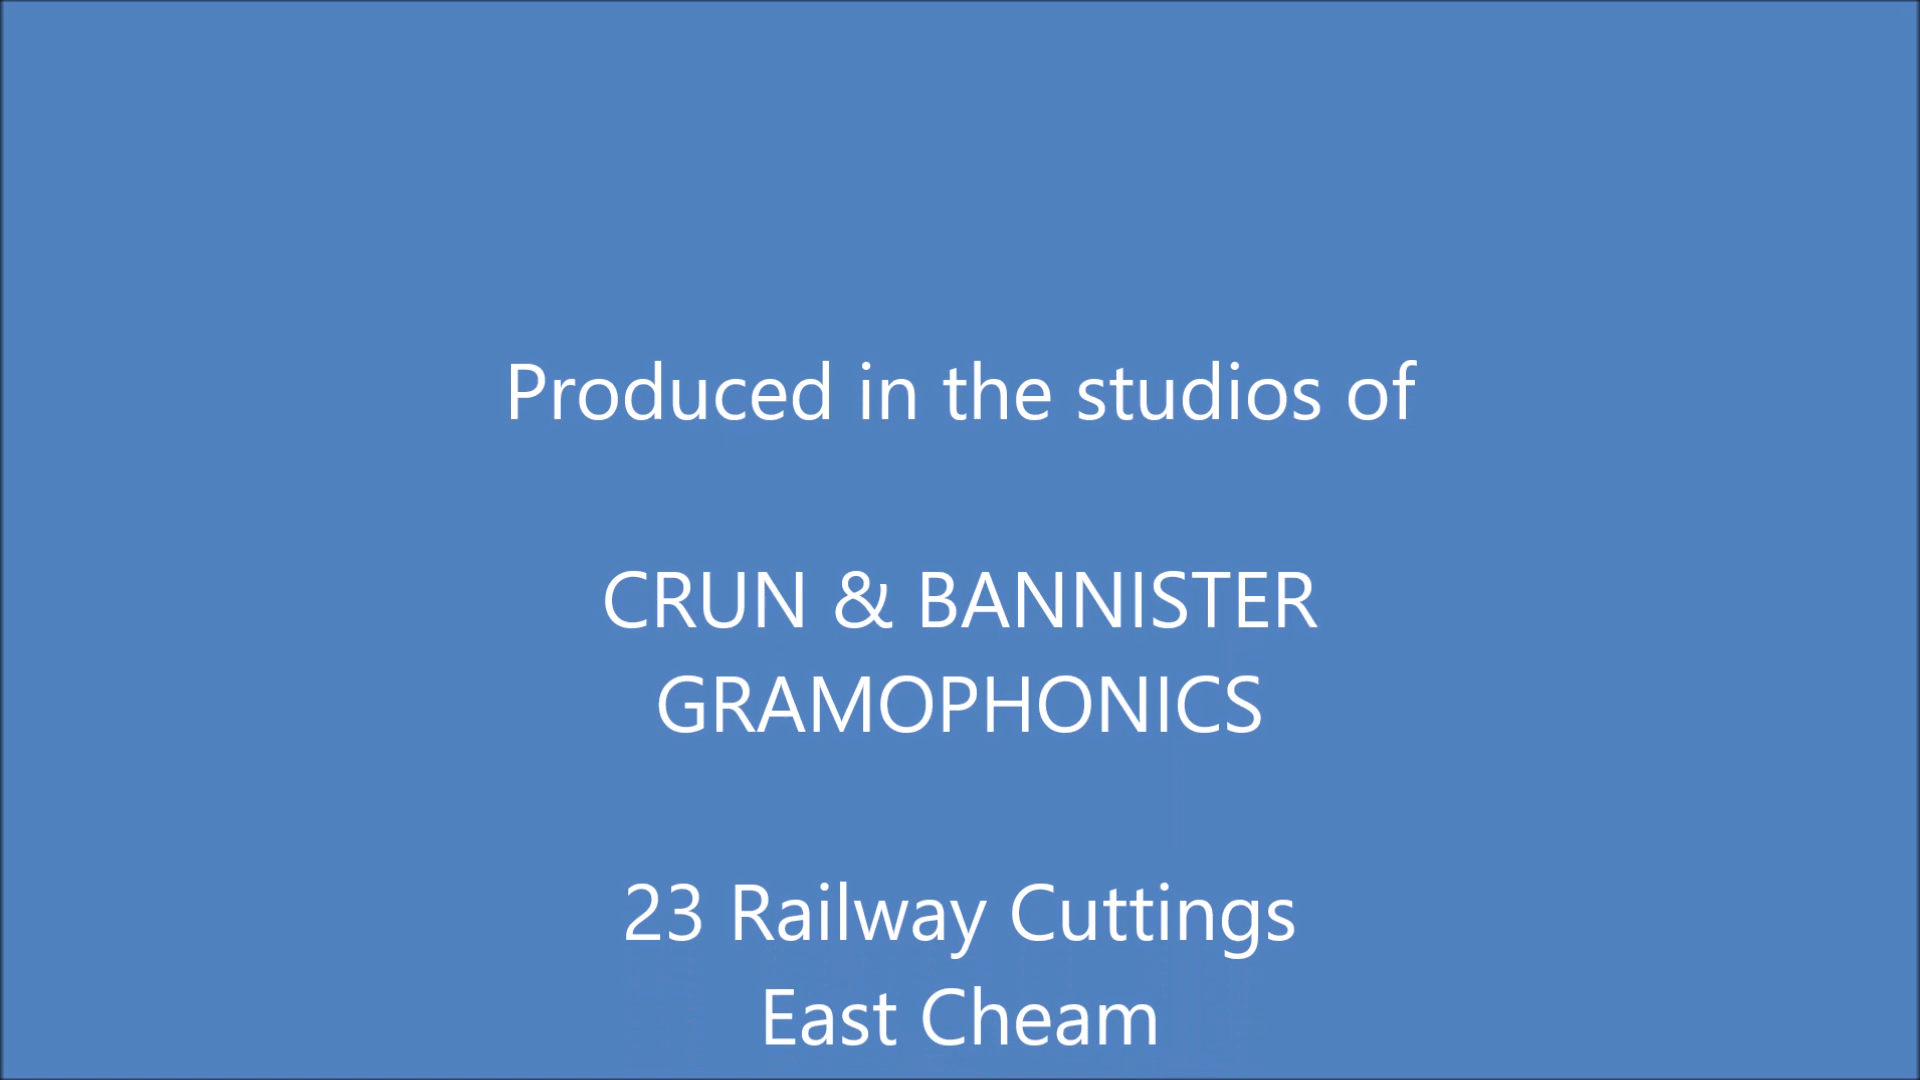 Produced in the studios of
CRUN & BANNISTER
GRAMOPHONICS
23 Railway Cuttings
East Cheam